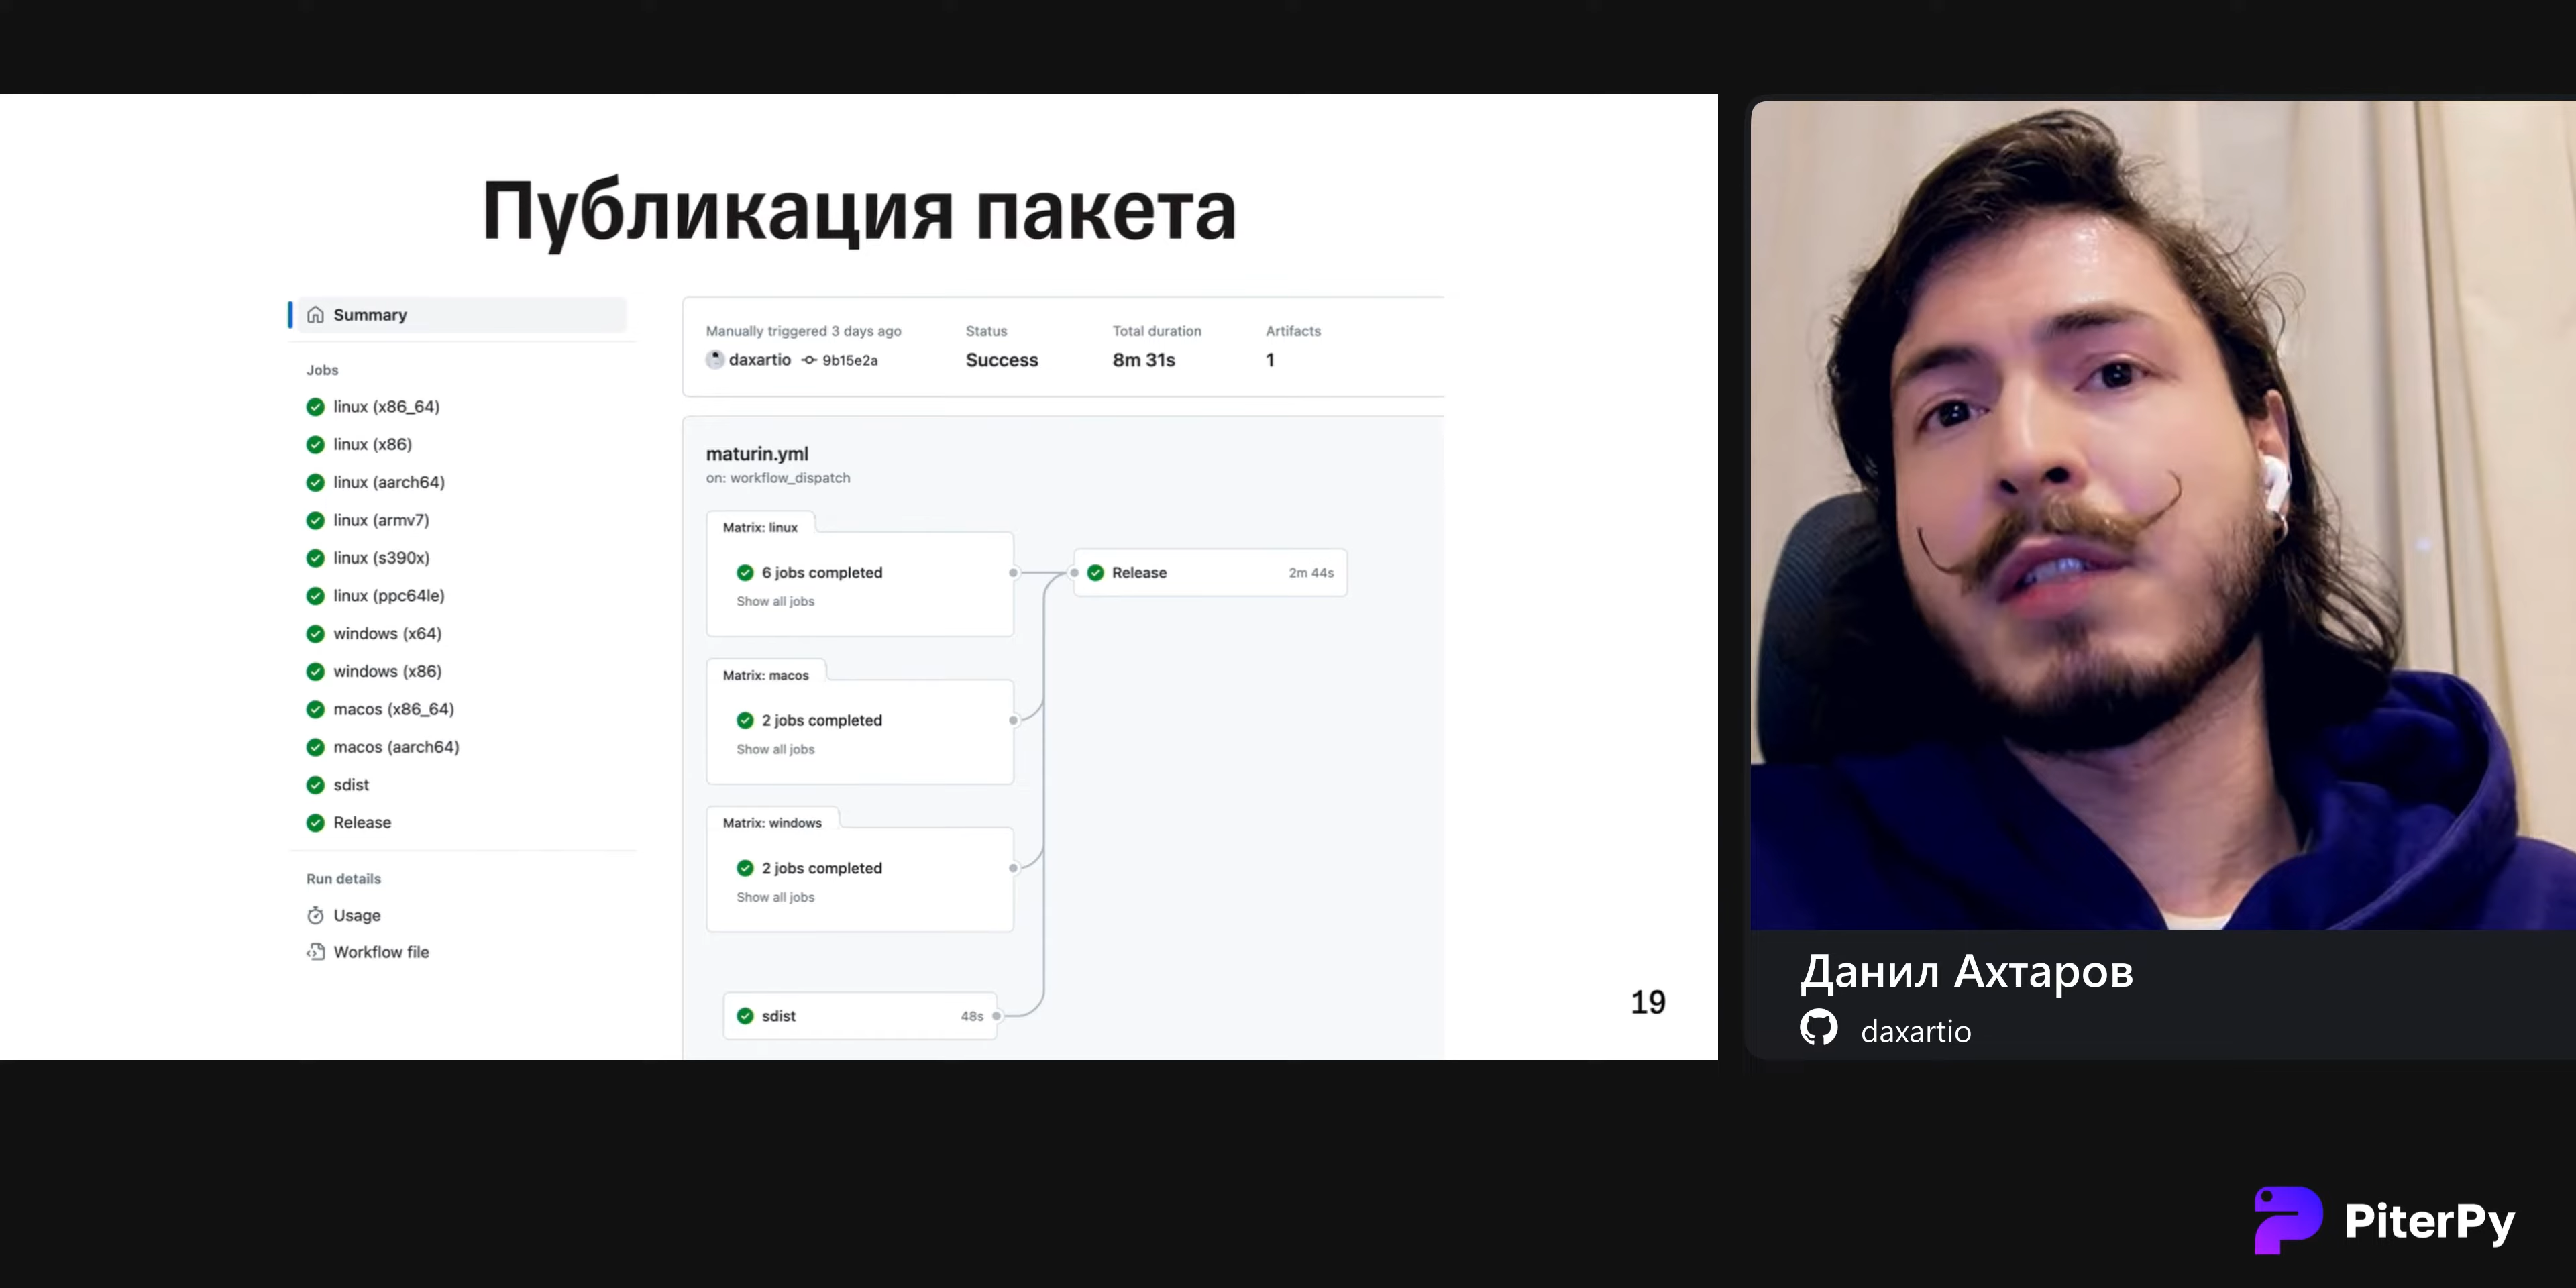 Публикация пакета
Summary
Jobs
linux (x86_64)
linux (x86)
linux (aarch64)
linux (armv7)
linux (s390x)
linux (ppc64le)
windows (x64)
windows (x86)
macos (x86_64)
macos (aarch64)
sdist
Release
Run details
Usage
Workflow file
Manually triggered 3 days ago
daxartio 9b15e2a
Status
Success
Total duration
8m 31s
Artifacts
1
maturin.yml
on: workflow_dispatch
Matrix: linux
6 jobs completed
Show all jobs
Matrix: macos
2 jobs completed
Show all jobs
Matrix: windows
2 jobs completed
Show all jobs
sdist 48s
Release 2m 44s
19
Данил Ахтаров
daxartio
PiterPy